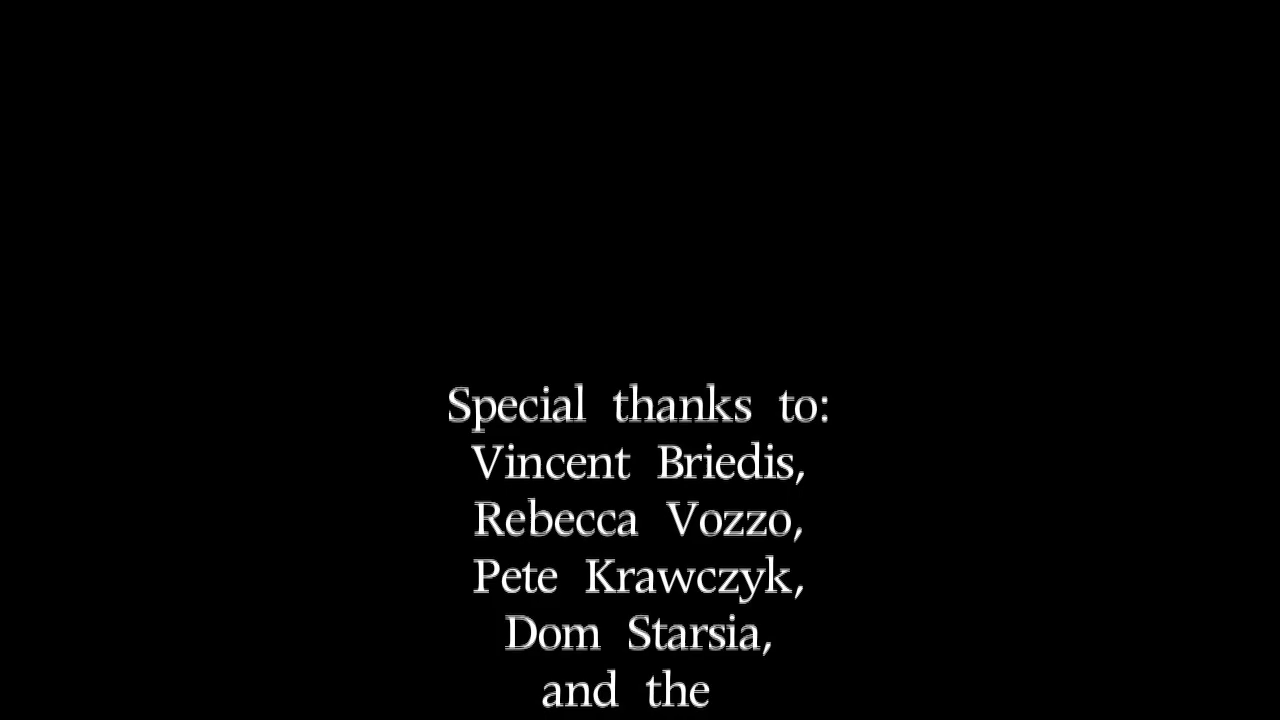 Special thanks to:
Vincent Briedis,
Rebecca Vozzo,
Pete Krawczyk,
Dom Starsia,
and the